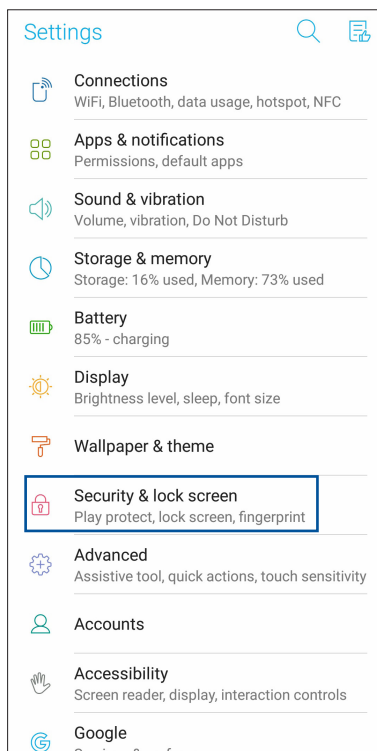 Settings
Connections
WiFi, Bluetooth, data usage, hotspot, NFC
Apps & notifications
Permissions, default apps
Sound & vibration
Volume, vibration, Do Not Disturb
Storage & memory
Storage: 16% used, Memory: 73% used
Battery
85% - charging
Display
Brightness level, sleep, font size
Wallpaper & theme
Security & lock screen
Play protect, lock screen, fingerprint
Advanced
Assistive tool, quick actions, touch sensitivity
Accounts
Accessibility
Screen reader, display, interaction controls
Google